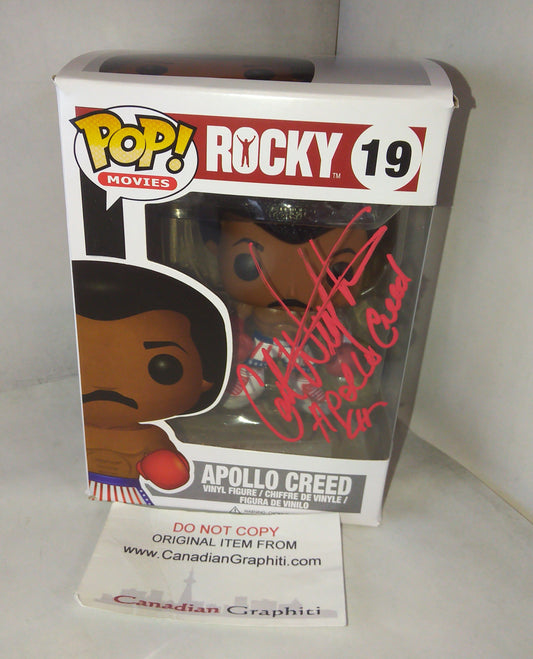 POP!
MOVIES
ROCKY™
19
Apollo Creed
APOLLO CREED
VINYL FIGURE / CHIFFRE DE VINYLE /
FIGURA DE VINILO
DO NOT COPY
ORIGINAL ITEM FROM
www.CanadianGraphiti.com
Canadian Graphiti